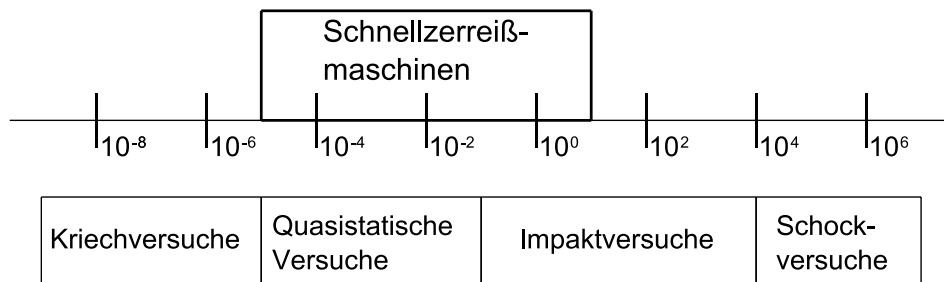 Schnellzerreiß-
maschinen
10⁻⁸ 10⁻⁶ 10⁻⁴ 10⁻² 10⁰ 10² 10⁴ 10⁶
Kriechversuche
Quasistatische
Versuche
Impaktversuche
Schock-
versuche